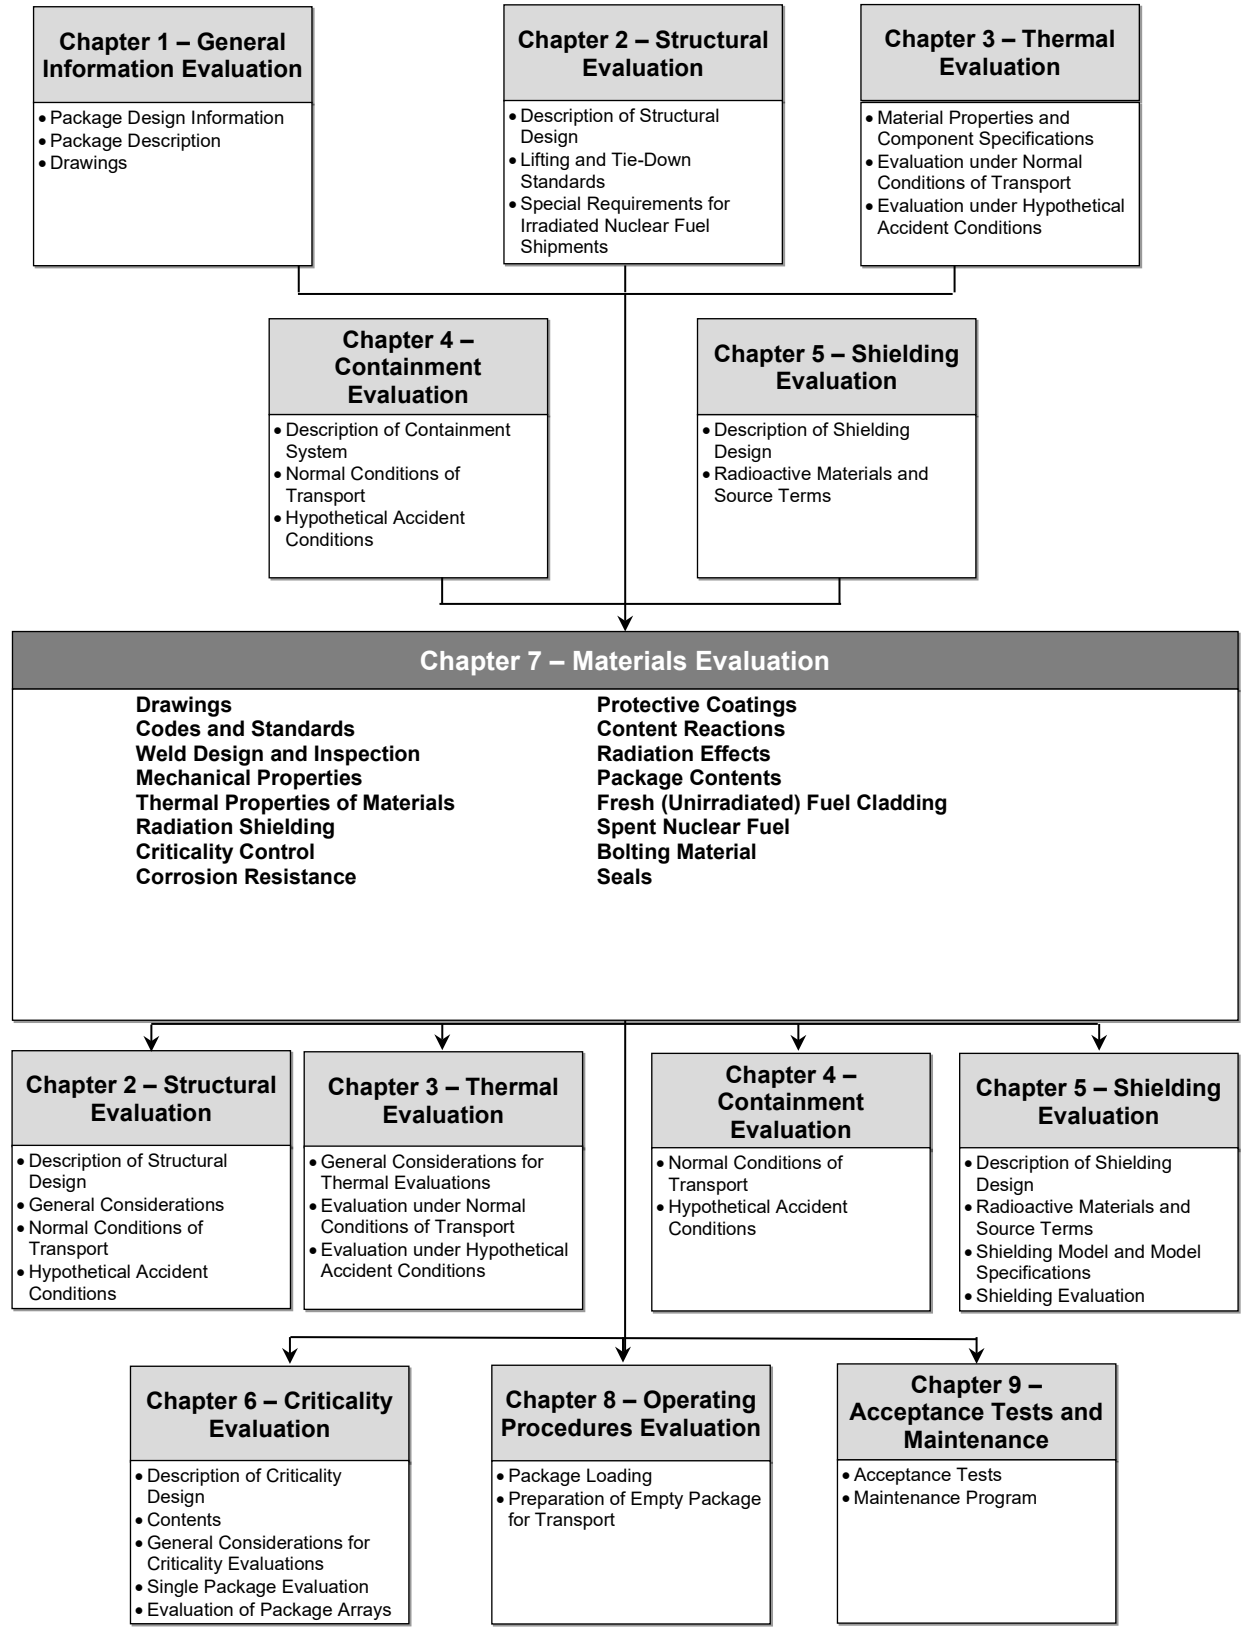 Chapter 1 – General
Information Evaluation
• Package Design Information
• Package Description
• Drawings
Chapter 2 – Structural
Evaluation
• Description of Structural
Design
• Lifting and Tie-Down
Standards
• Special Requirements for
Irradiated Nuclear Fuel
Shipments
Chapter 3 – Thermal
Evaluation
• Material Properties and
Component Specifications
• Evaluation under Normal
Conditions of Transport
• Evaluation under Hypothetical
Accident Conditions
Chapter 4 –
Containment
Evaluation
• Description of Containment
System
• Normal Conditions of
Transport
• Hypothetical Accident
Conditions
Chapter 5 – Shielding
Evaluation
• Description of Shielding
Design
• Radioactive Materials and
Source Terms
Chapter 7 – Materials Evaluation
Drawings
Codes and Standards
Weld Design and Inspection
Mechanical Properties
Thermal Properties of Materials
Radiation Shielding
Criticality Control
Corrosion Resistance
Protective Coatings
Content Reactions
Radiation Effects
Package Contents
Fresh (Unirradiated) Fuel Cladding
Spent Nuclear Fuel
Bolting Material
Seals
Chapter 2 – Structural
Evaluation
• Description of Structural
Design
• General Considerations
• Normal Conditions of
Transport
• Hypothetical Accident
Conditions
Chapter 3 – Thermal
Evaluation
• General Considerations for
Thermal Evaluations
• Evaluation under Normal
Conditions of Transport
• Evaluation under Hypothetical
Accident Conditions
Chapter 4 –
Containment
Evaluation
• Normal Conditions of
Transport
• Hypothetical Accident
Conditions
Chapter 5 – Shielding
Evaluation
• Description of Shielding
Design
• Radioactive Materials and
Source Terms
• Shielding Model and Model
Specifications
• Shielding Evaluation
Chapter 6 – Criticality
Evaluation
• Description of Criticality
Design
• Contents
• General Considerations for
Criticality Evaluations
• Single Package Evaluation
• Evaluation of Package Arrays
Chapter 8 – Operating
Procedures Evaluation
• Package Loading
• Preparation of Empty Package
for Transport
Chapter 9 –
Acceptance Tests and
Maintenance
• Acceptance Tests
• Maintenance Program